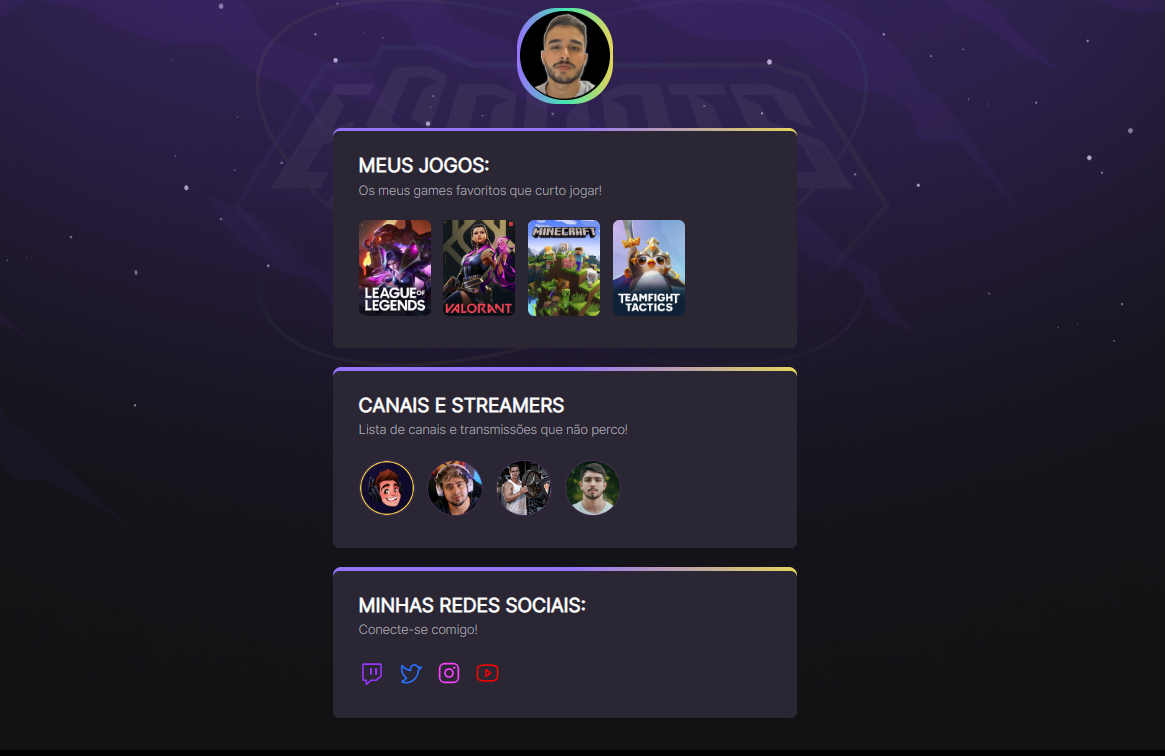 ESPORTS
MEUS JOGOS:
Os meus games favoritos que curto jogar!
LEAGUE OF
LEGENDS
VALORANT
MINECRAFT
TEAMFIGHT
TACTICS
CANAIS E STREAMERS
Lista de canais e transmissões que não perco!
MINHAS REDES SOCIAIS:
Conecte-se comigo!